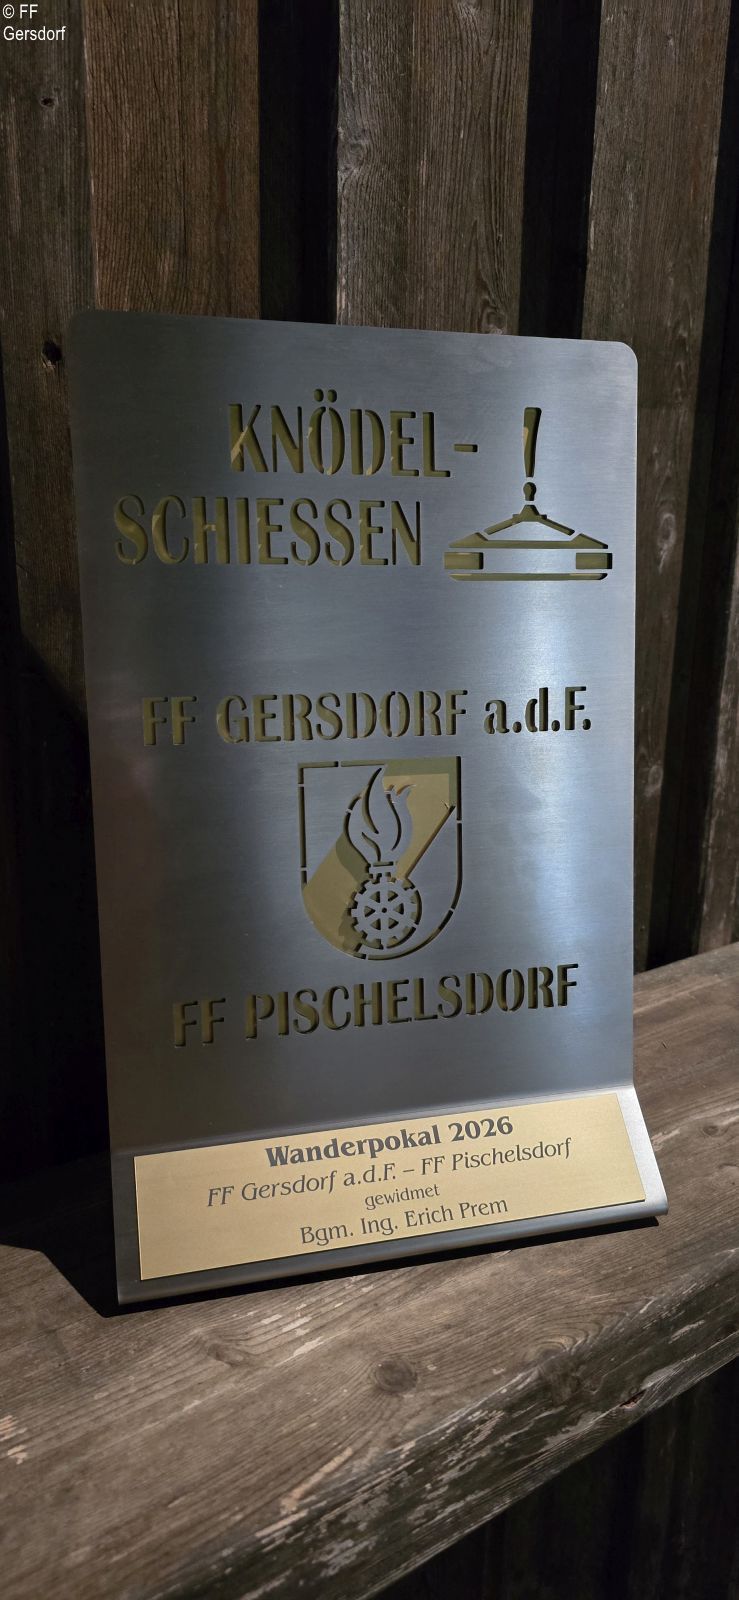 © FF
Gersdorf
KNÖDEL-
SCHIESSEN
FF GERSDORF a.d.F.
FF PISCHELSDORF
Wanderpokal 2026
FF Gersdorf a.d.F. – FF Pischelsdorf
gewidmet
Bgm. Ing. Erich Prem